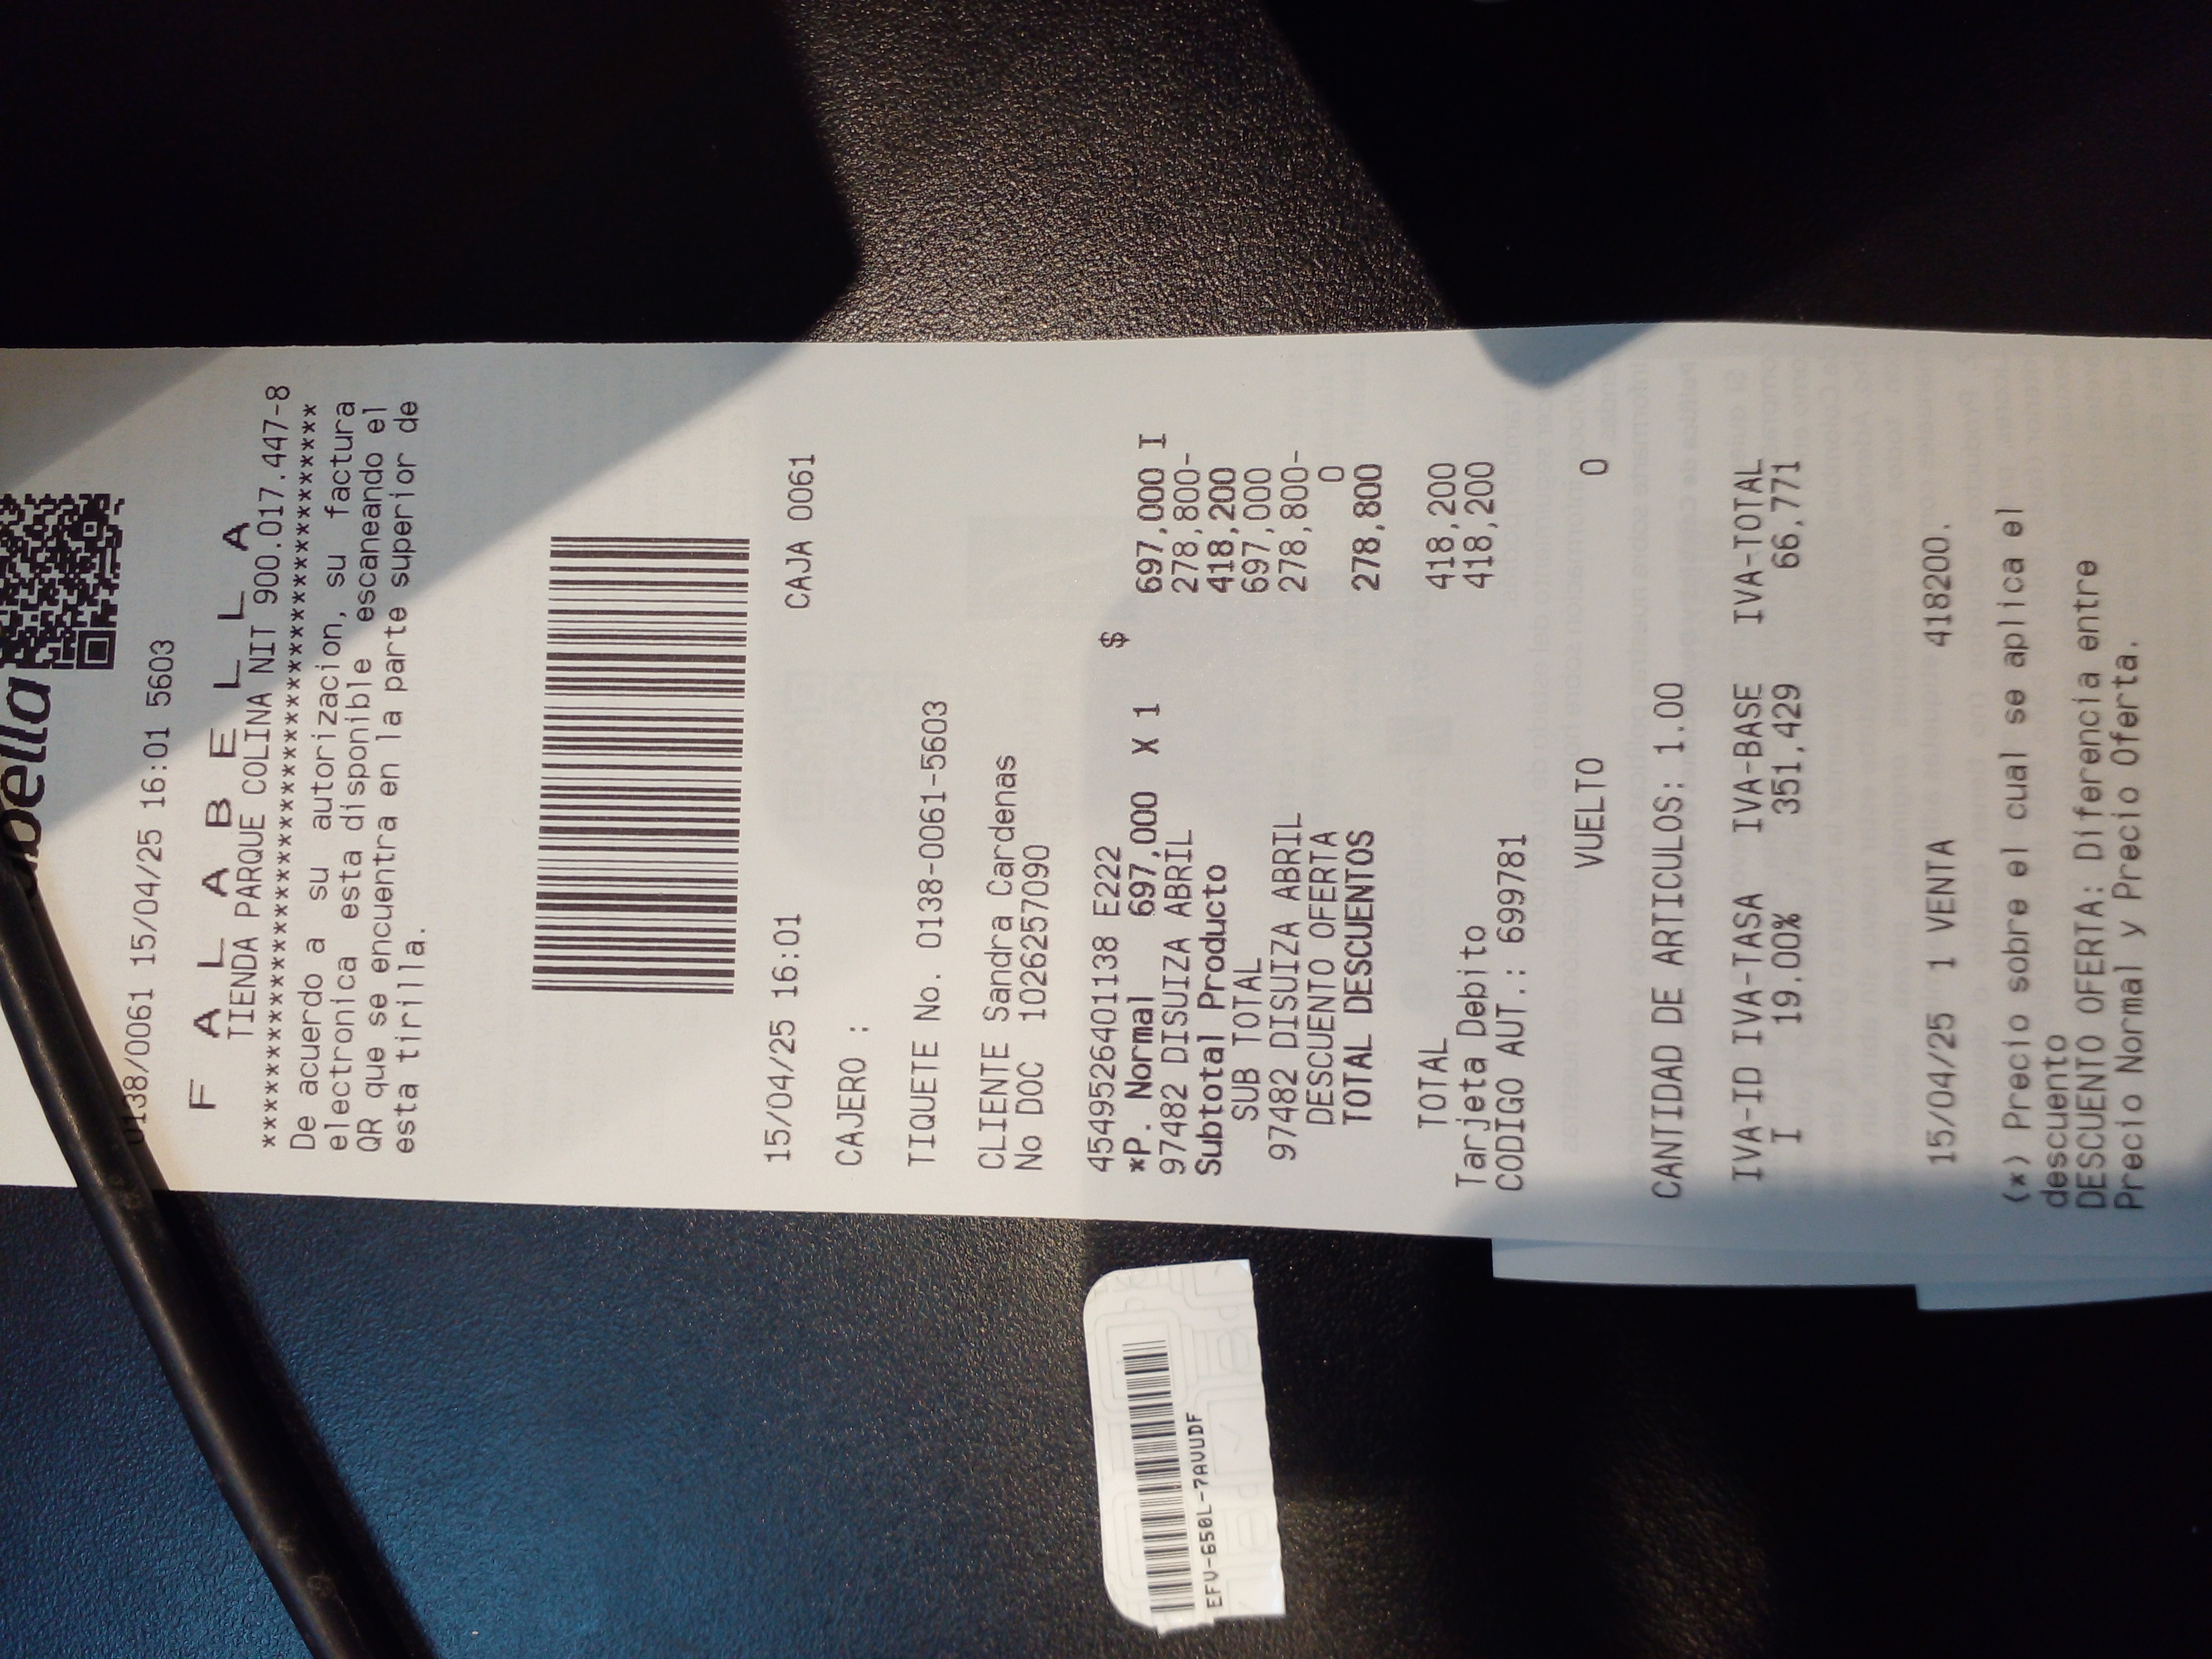 0138/0061 15/04/25 16:01 5603
F A L A B E L L A
TIENDA PARQUE COLINA NIT 900.017.447-8
De acuerdo a su autorizacion, su factura
electronica esta disponible escaneando el
QR que se encuentra en la parte superior de
esta tirilla.
15/04/25 16:01 CAJA 0061
CAJERO :
TIQUETE No. 0138-0061-5603
CLIENTE Sandra Cardenas
No DOC 1026257090
4549526401138 E222 $
*P. Normal 697,000 X 1 697,000 I
97482 DISUIZA ABRIL 278,800-
Subtotal Producto 418,200
SUB TOTAL 697,000
97482 DISUIZA ABRIL 278,800-
DESCUENTO OFERTA 0
TOTAL DESCUENTOS 278,800
TOTAL 418,200
Tarjeta Debito 418,200
CODIGO AUT.: 699781
VUELTO 0
CANTIDAD DE ARTICULOS: 1.00
IVA-ID IVA-TASA IVA-BASE IVA-TOTAL
I 19.00% 351,429 66,771
15/04/25 1 VENTA 418200.
(*) Precio sobre el cual se aplica el
descuento
DESCUENTO OFERTA: Diferencia entre
Precio Normal y Precio Oferta.
EFV-650L-7AVUDF